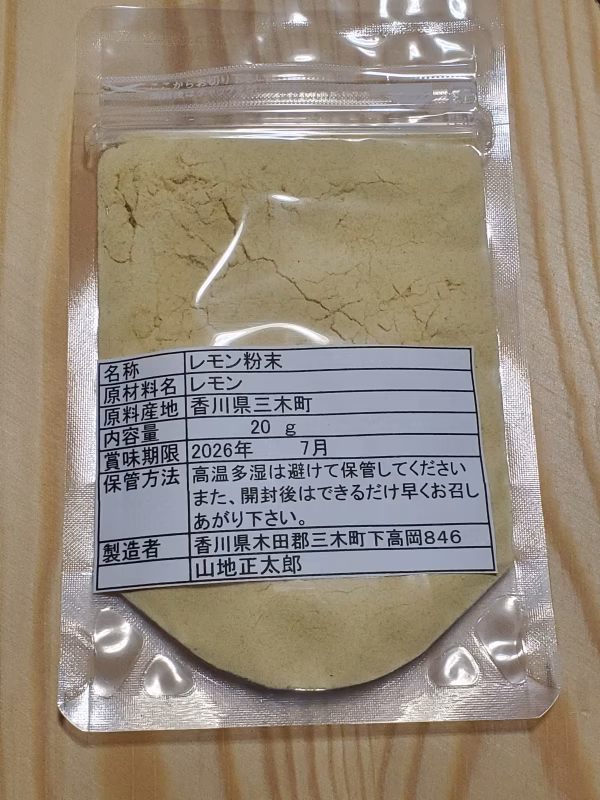 名称 レモン粉末
原材料名 レモン
原料産地 香川県三木町
内容量 20 g
賞味期限 2026年 7月
保管方法 高温多湿は避けて保管してください
また、開封後はできるだけ早くお召し
あがり下さい。
製造者 香川県木田郡三木町下高岡846
山地正太郎